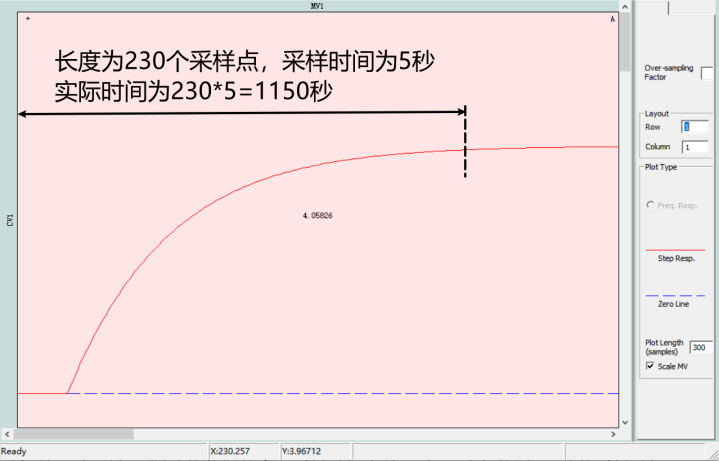 MV1
+
A
长度为230个采样点，采样时间为5秒
实际时间为230*5=1150秒
4.05826
CV1
Over-sampling
Factor
Layout
Row 1
Column 1
Plot Type
Freq. Resp.
Step Resp.
Zero Line
Plot Length
(samples) 300
Scale MV
Ready
X:230.257
Y:3.96712